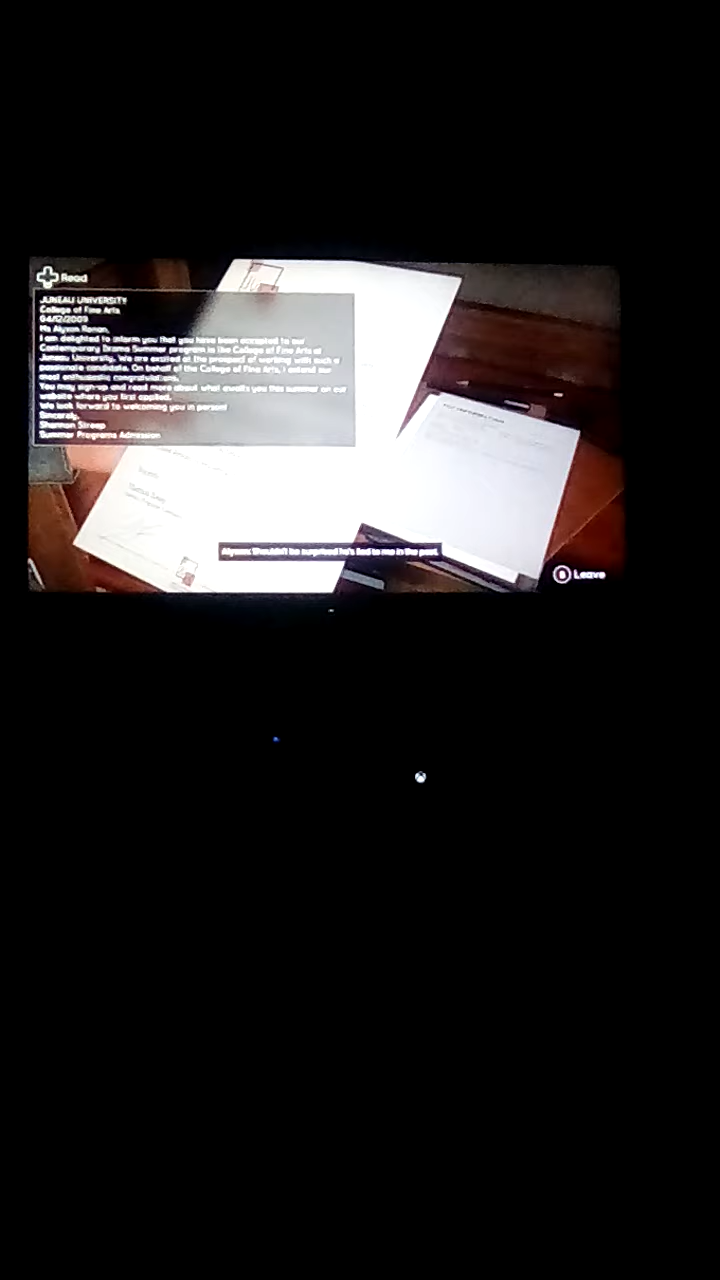 Read
JUNEAU UNIVERSITY
College of Fine Arts
04/12/2009
Ms Alyson Ronan,
I am delighted to inform you that you have been accepted to our
Contemporary Drama Summer program in the College of Fine Arts at
Juneau University. We are excited at the prospect of working with such a
passionate candidate. On behalf of the College of Fine Arts, I extend our
most enthusiastic congratulations.
You may sign-up and read more about what awaits you this summer on our
website where you first applied.
We look forward to welcoming you in person!
Sincerely,
Shannon Streep
Summer Programs Admission
Alyson: Wouldn't be surprised he's lied to me in the past.
B Leave